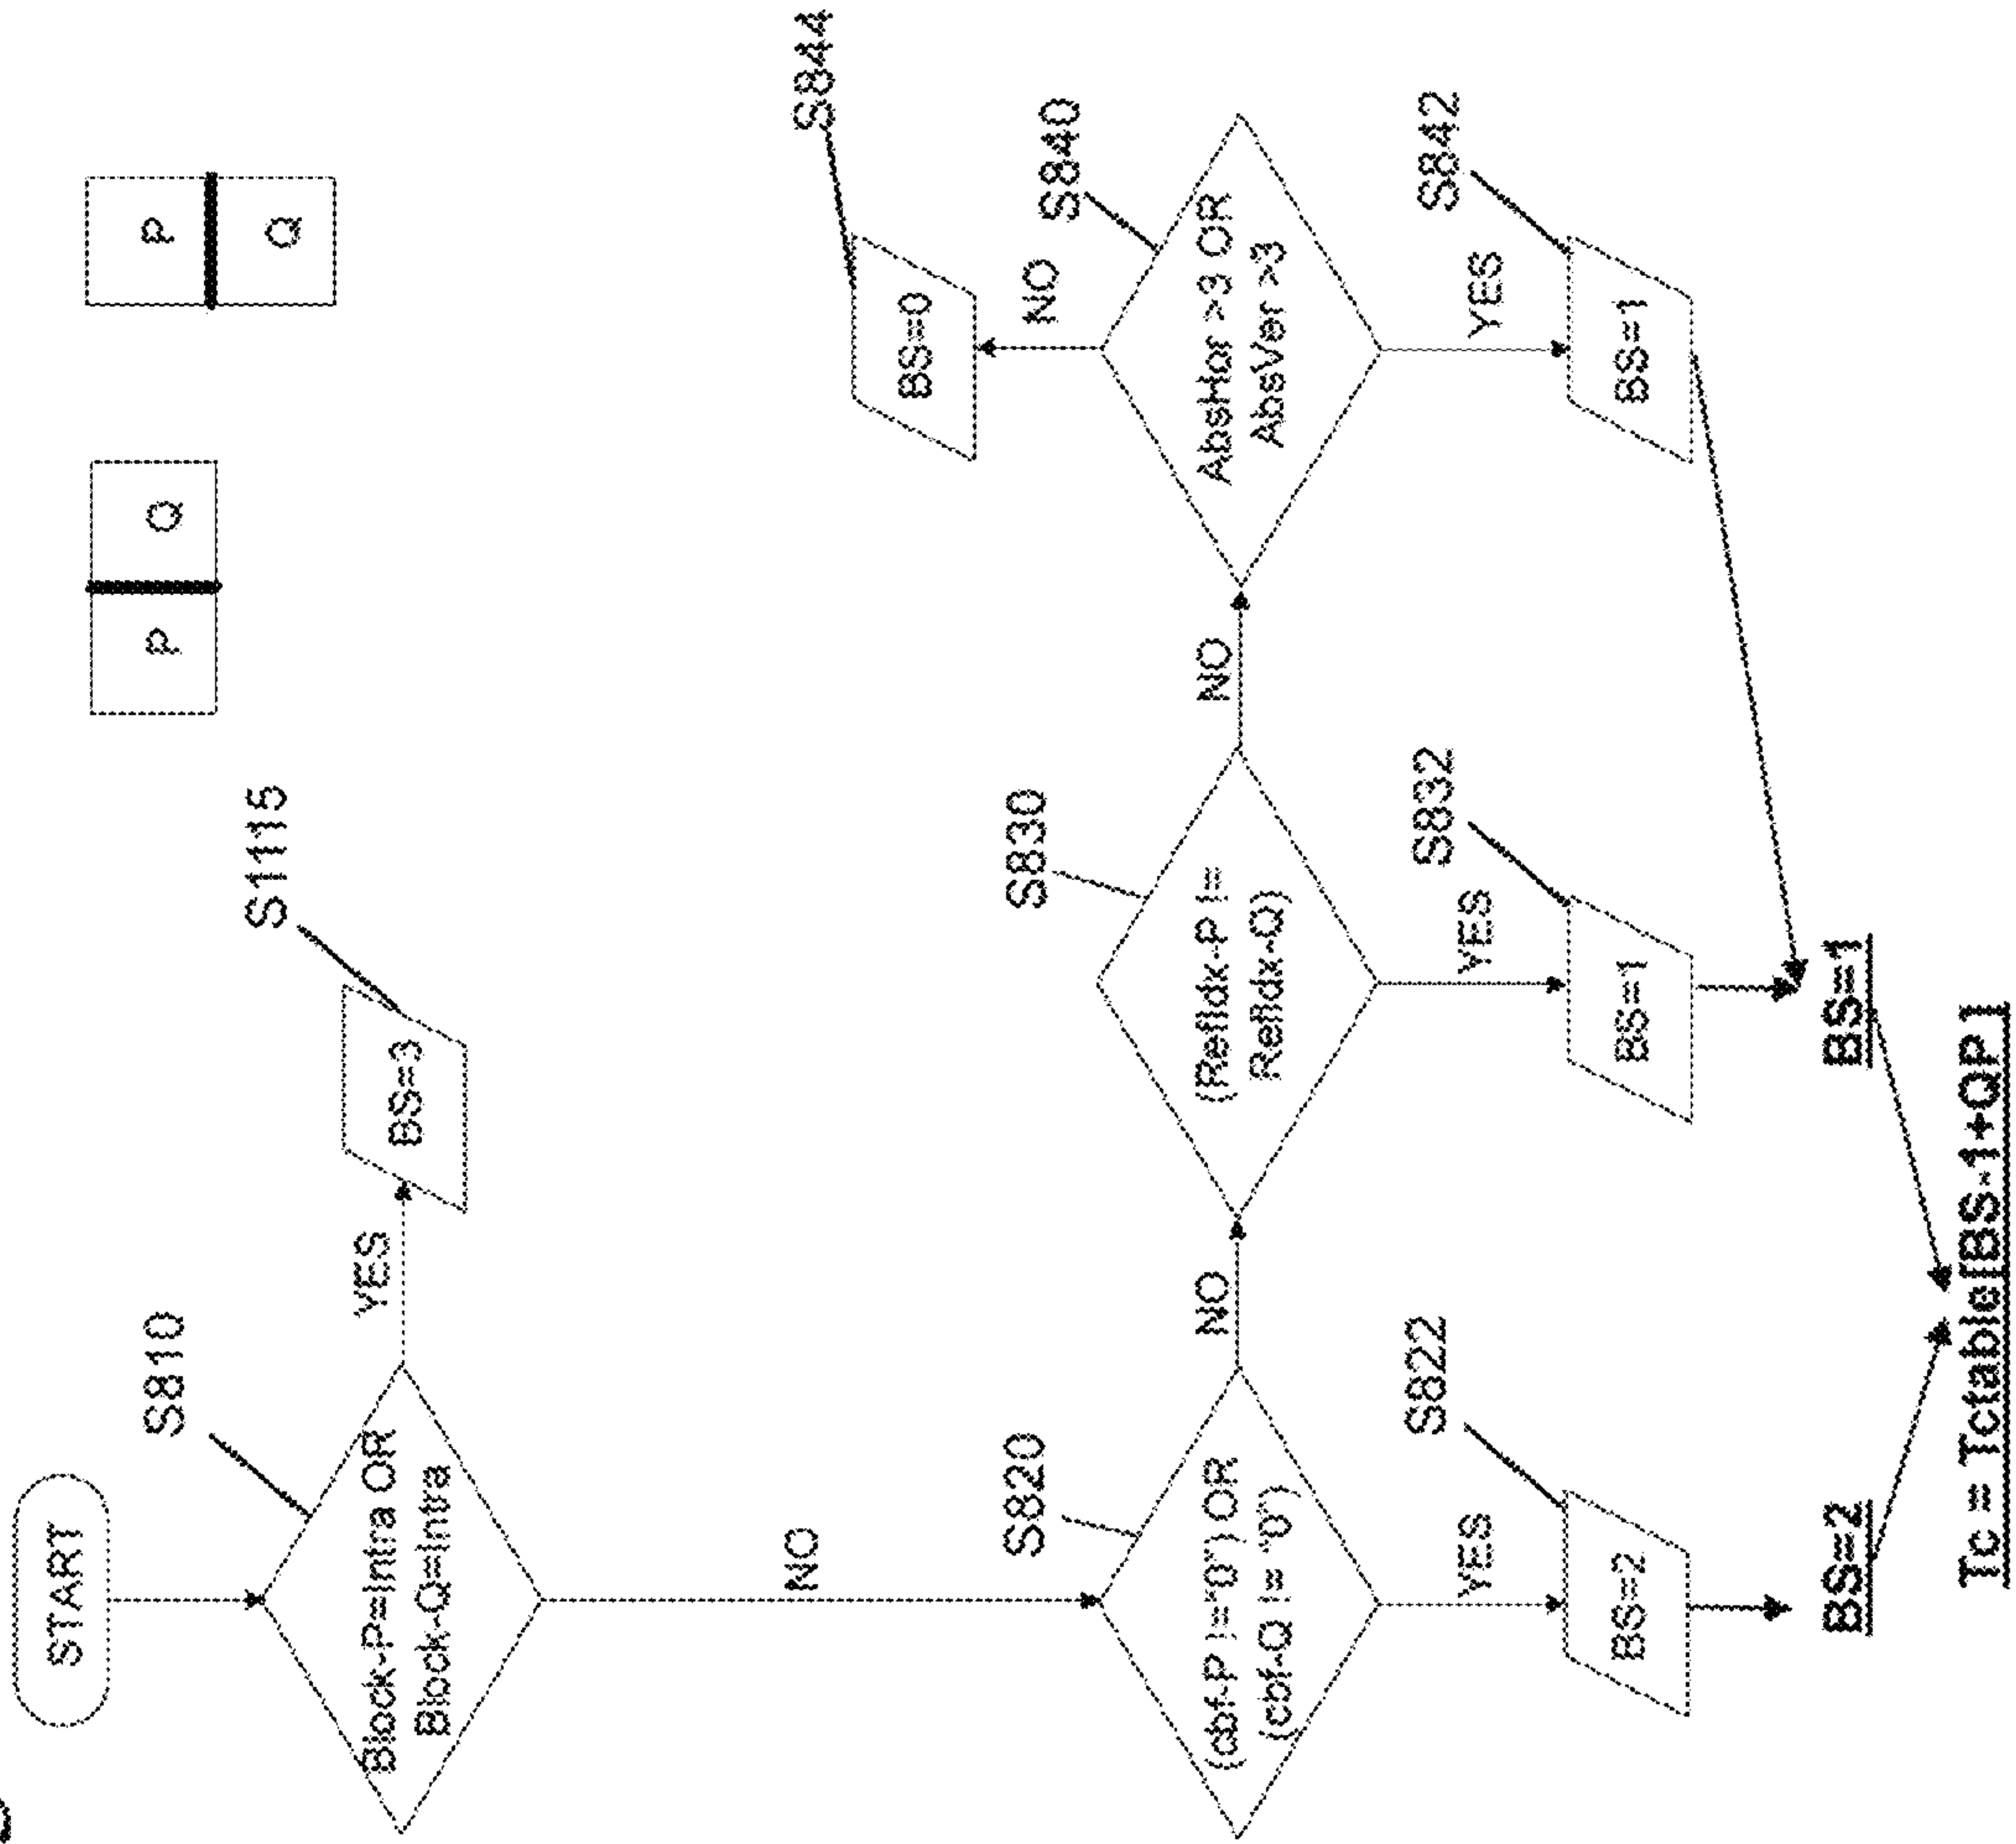 START
S810
Block-P=Intra OR
Block-Q=Intra
YES
S1115
BS=3
P
Q
P
Q
NO
S820
(cbf-P !='0') OR
(cbf-Q != '0')
NO
S830
(RefIdx-P !=
RefIdx-Q)
NO
S840
AbsHor >3 OR
AbsVer >3
NO
BS=0
S844
YES
S822
BS=2
YES
S832
BS=1
YES
S842
BS=1
BS=2
BS=1
Tc = Tctable[BS-1+QP]